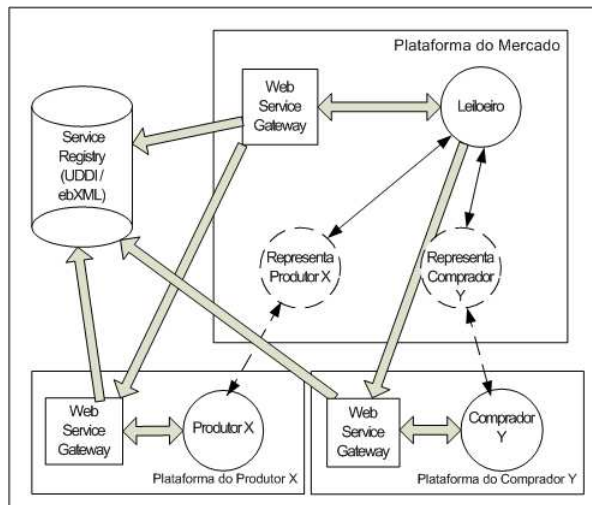 Plataforma do Mercado
Web
Service
Gateway
Leiloeiro
Service
Registry
(UDDI /
ebXML)
Representa
Produtor X
Representa
Comprador
Y
Web
Service
Gateway
Produtor X
Plataforma do Produtor X
Web
Service
Gateway
Comprador
Y
Plataforma do Comprador Y